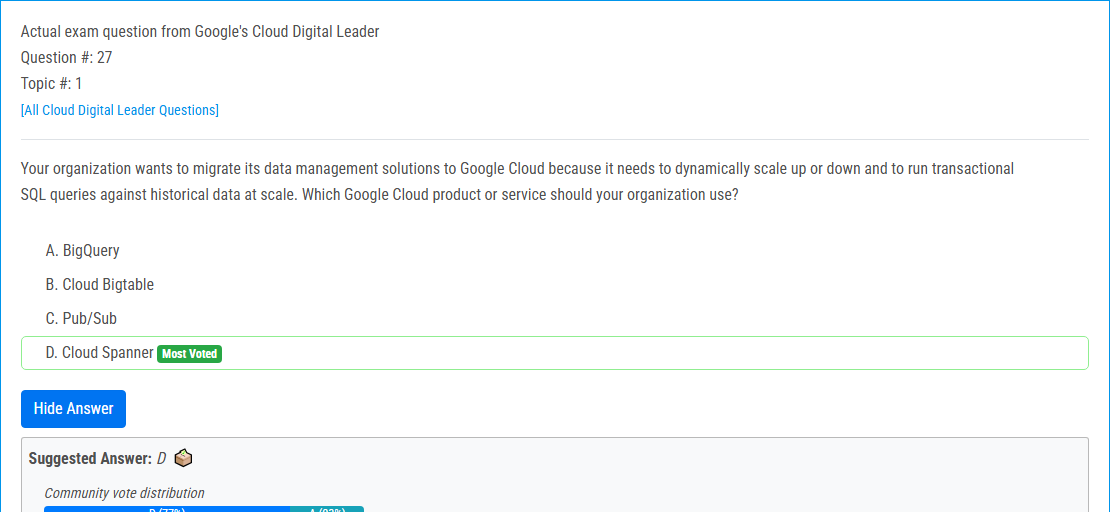 Actual exam question from Google's Cloud Digital Leader
Question #: 27
Topic #: 1
[All Cloud Digital Leader Questions]
Your organization wants to migrate its data management solutions to Google Cloud because it needs to dynamically scale up or down and to run transactional
SQL queries against historical data at scale. Which Google Cloud product or service should your organization use?
A. BigQuery
B. Cloud Bigtable
C. Pub/Sub
D. Cloud Spanner Most Voted
Hide Answer
Suggested Answer: D
Community vote distribution